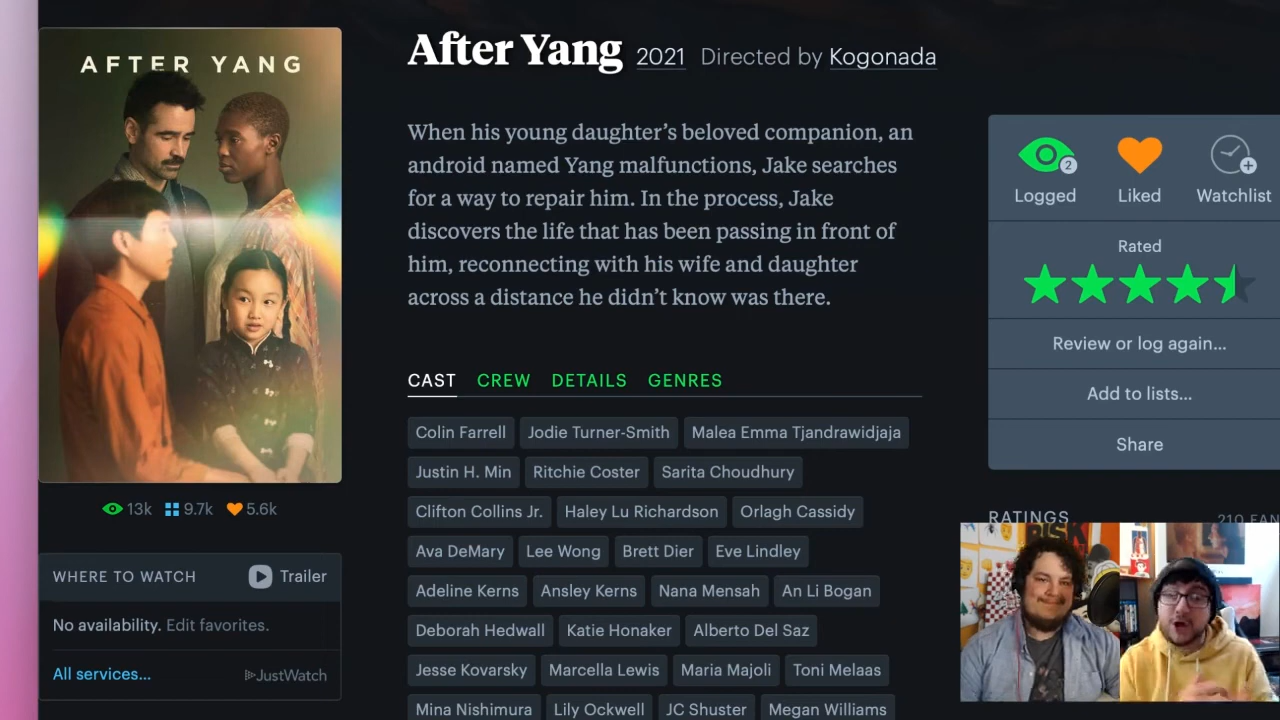 AFTER YANG
After Yang 2021 Directed by Kogonada
When his young daughter’s beloved companion, an
android named Yang malfunctions, Jake searches
for a way to repair him. In the process, Jake
discovers the life that has been passing in front of
him, reconnecting with his wife and daughter
across a distance he didn’t know was there.
2
Logged Liked Watchlist
Rated
Review or log again...
Add to lists...
Share
CAST CREW DETAILS GENRES
Colin Farrell Jodie Turner-Smith Malea Emma Tjandrawidjaja
Justin H. Min Ritchie Coster Sarita Choudhury
Clifton Collins Jr. Haley Lu Richardson Orlagh Cassidy
Ava DeMary Lee Wong Brett Dier Eve Lindley
Adeline Kerns Ansley Kerns Nana Mensah An Li Bogan
Deborah Hedwall Katie Honaker Alberto Del Saz
Jesse Kovarsky Marcella Lewis Maria Majoli Toni Melaas
Mina Nishimura Lily Ockwell JC Shuster Megan Williams
13k 9.7k 5.6k
WHERE TO WATCH Trailer
No availability. Edit favorites.
All services... JustWatch
RATINGS 210 FAN
RISK